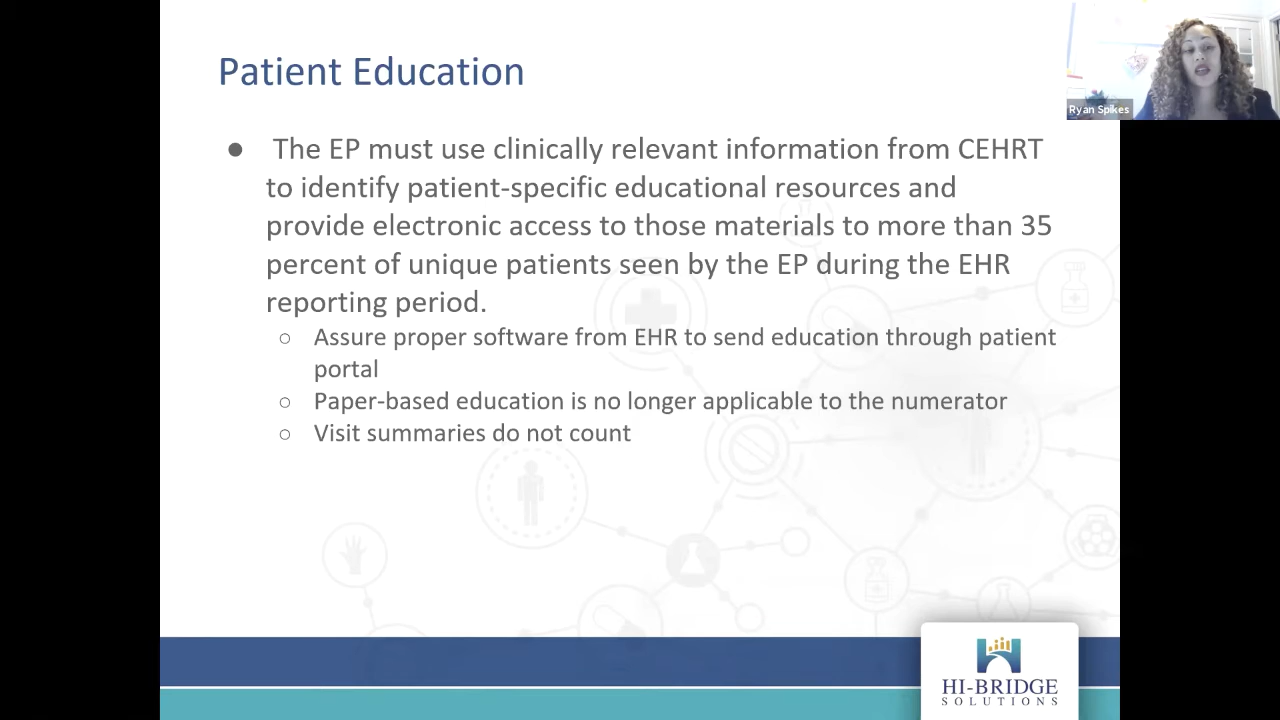 Patient Education
Ryan Spikes
● The EP must use clinically relevant information from CEHRT
to identify patient-specific educational resources and
provide electronic access to those materials to more than 35
percent of unique patients seen by the EP during the EHR
reporting period.
○ Assure proper software from EHR to send education through patient
portal
○ Paper-based education is no longer applicable to the numerator
○ Visit summaries do not count
HI-BRIDGE
SOLUTIONS